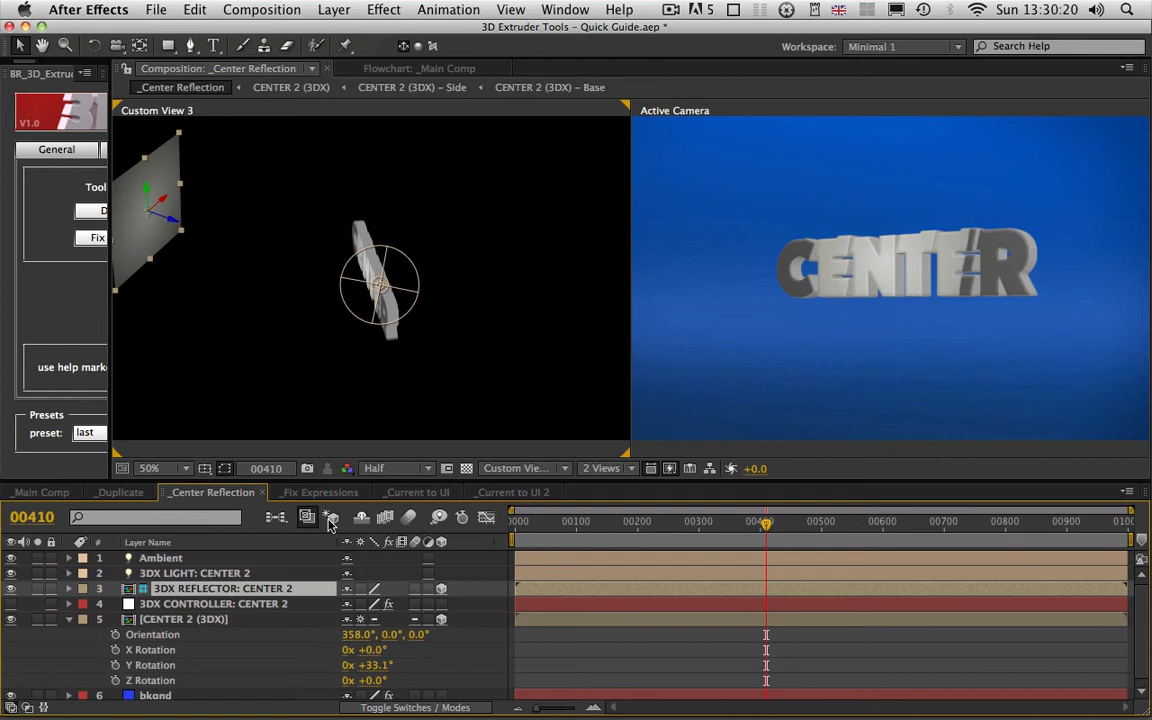 After Effects File Edit Composition Layer Effect Animation View Window Help A 5 Sun 13:30:20
3D Extruder Tools - Quick Guide.aep *
Workspace: Minimal 1 Search Help
BR_3D_Extru
Composition: _Center Reflection Flowchart: _Main Comp
_Center Reflection CENTER 2 (3DX) CENTER 2 (3DX) - Side CENTER 2 (3DX) - Base
Custom View 3 Active Camera
V1.0
General
Tool
D
Fix
use help mark
Presets
preset: last
CENTER
50% 00410 Half Custom Vie... 2 Views +0.0
_Main Comp _Duplicate _Center Reflection _Fix Expressions _Current to UI _Current to UI 2
00410 0000 00100 00200 00300 00500 00600 00700 00800 00900 0100
# Layer Name
1 Ambient
2 3DX LIGHT: CENTER 2
3 3DX REFLECTOR: CENTER 2
4 3DX CONTROLLER: CENTER 2 fx
5 [CENTER 2 (3DX)]
Orientation 358.0°, 0.0°, 0.0°
X Rotation 0x +0.0°
Y Rotation 0x +33.1°
Z Rotation 0x +0.0°
6 bkgnd fx
Toggle Switches / Modes